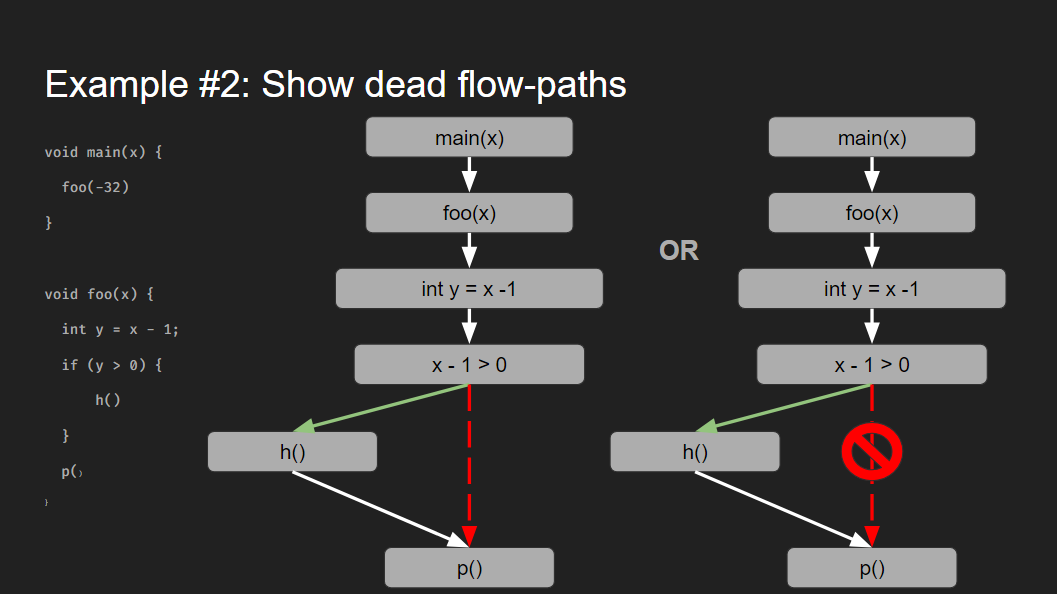 Example #2: Show dead flow-paths
void main(x) {
foo(-32)
}
void foo(x) {
int y = x - 1;
if (y > 0) {
h()
}
p()
}
main(x)
foo(x)
int y = x -1
x - 1 > 0
h()
p()
OR
main(x)
foo(x)
int y = x -1
x - 1 > 0
h()
p()